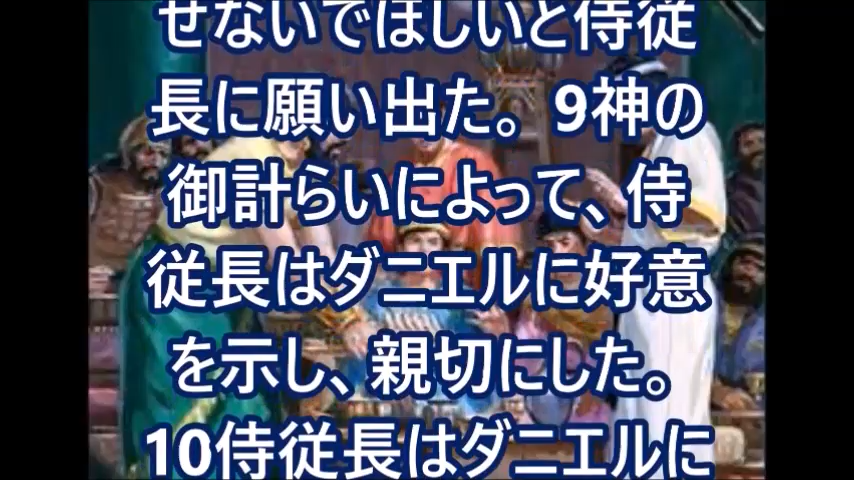 せないでほしいと侍従
長に願い出た。9神の
御計らいによって、侍
従長はダニエルに好意
を示し、親切にした。
10侍従長はダニエルに